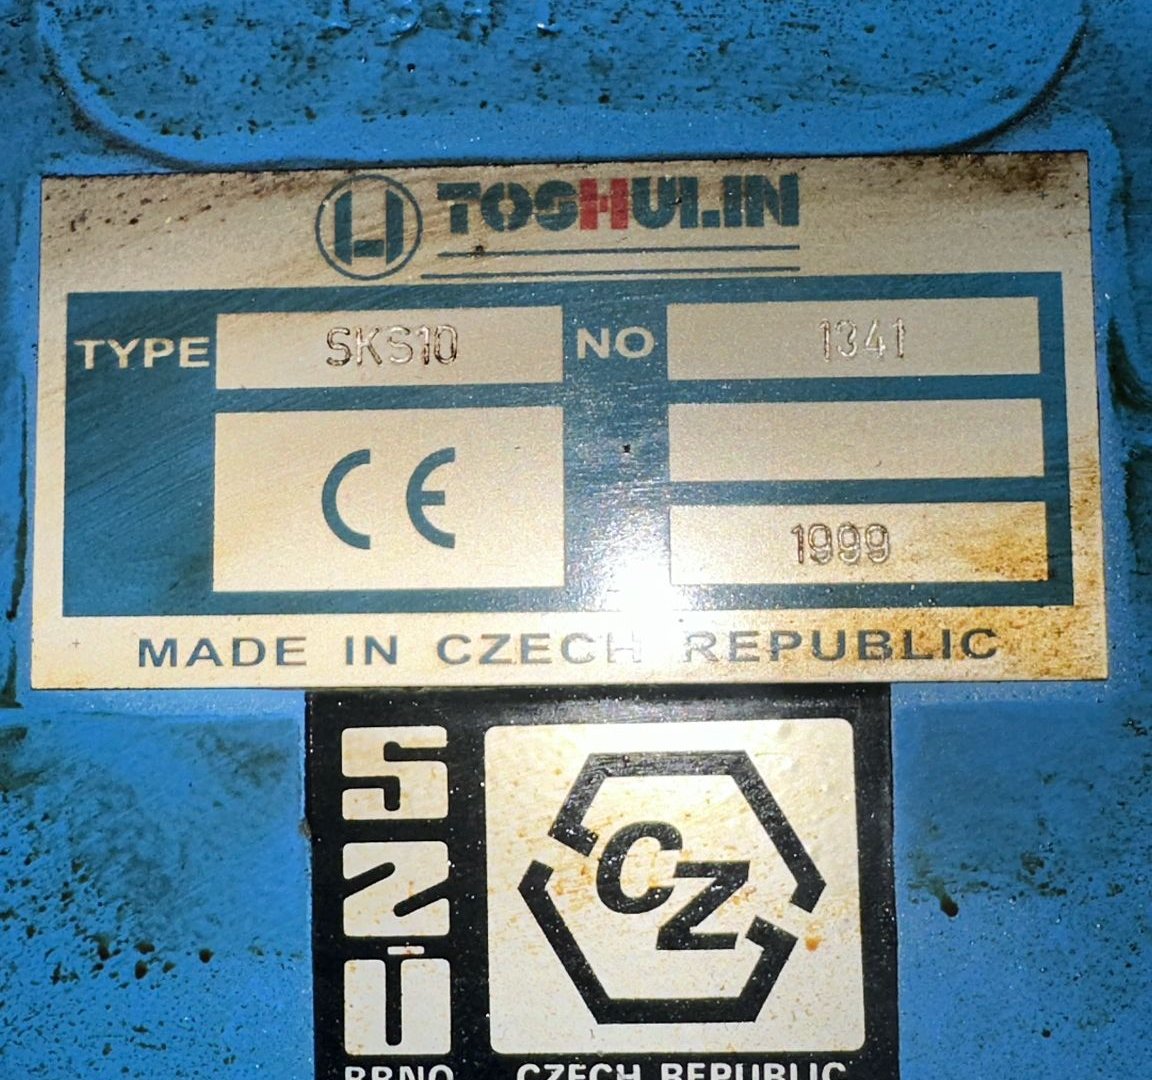 TOSHULIN
TYPE SKS10 NO 1341
CE
1999
MADE IN CZECH REPUBLIC
SZÚ
CZ
BRNO CZECH REPUBLIC